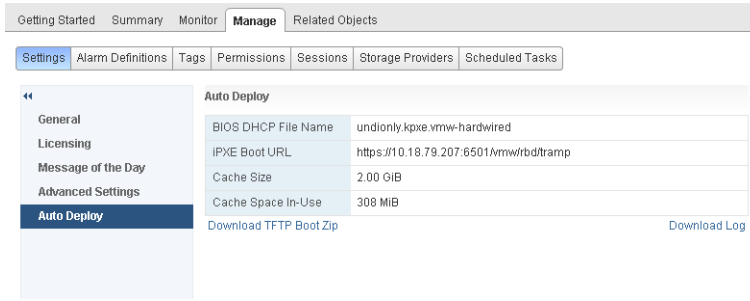 Getting Started Summary Monitor Manage Related Objects
Settings Alarm Definitions Tags Permissions Sessions Storage Providers Scheduled Tasks
General
Licensing
Message of the Day
Advanced Settings
Auto Deploy
Auto Deploy
BIOS DHCP File Name undionly.kpxe.vmw-hardwired
iPXE Boot URL https://10.18.79.207:6501/vmw/rbd/tramp
Cache Size 2.00 GiB
Cache Space In-Use 308 MiB
Download TFTP Boot Zip Download Log